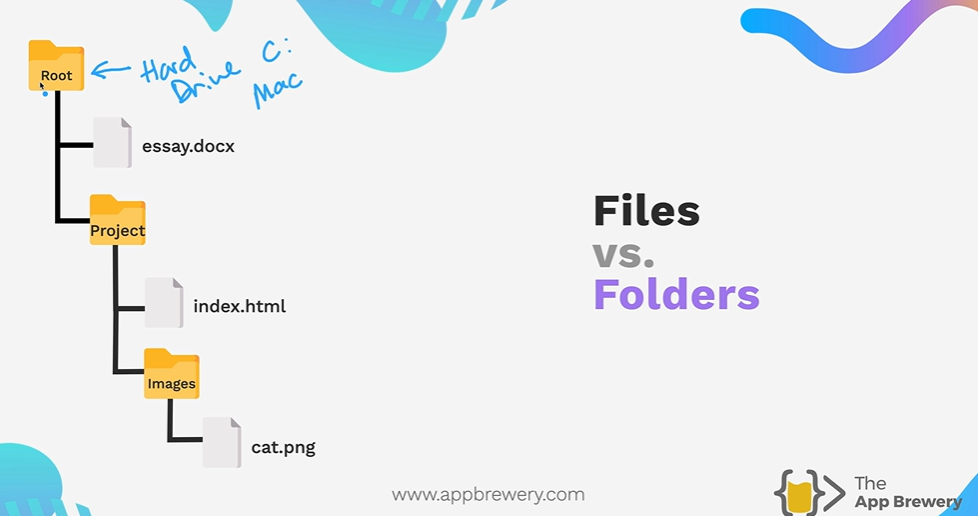 Root
Hard C:
Drive Mac
essay.docx
Project
index.html
Images
cat.png
Files
vs.
Folders
www.appbrewery.com
The
App Brewery